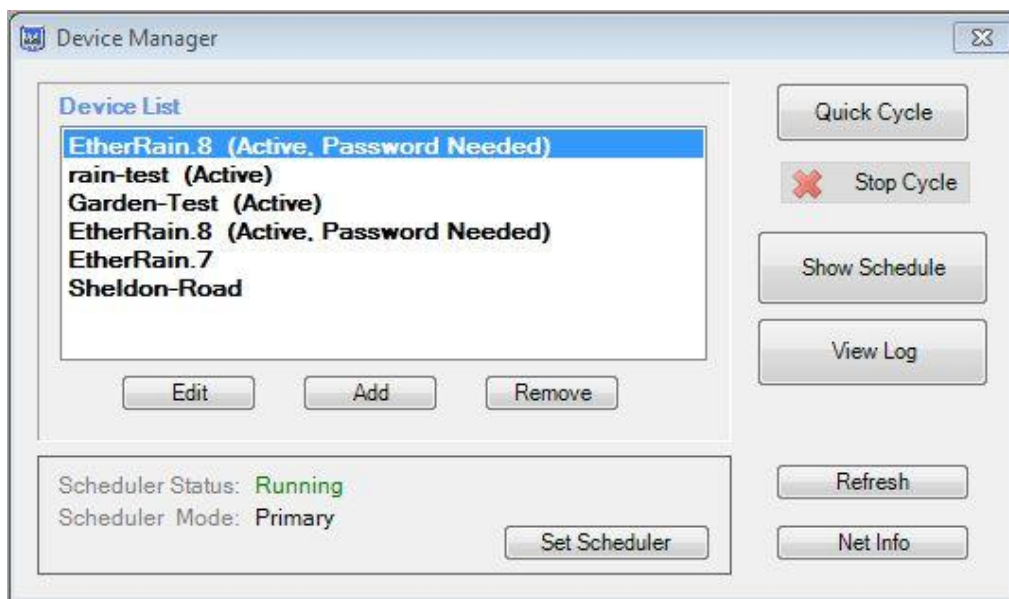 Device Manager
Device List
EtherRain.8 (Active, Password Needed)
rain-test (Active)
Garden-Test (Active)
EtherRain.8 (Active, Password Needed)
EtherRain.7
Sheldon-Road
Edit Add Remove
Quick Cycle
Stop Cycle
Show Schedule
View Log
Scheduler Status: Running
Scheduler Mode: Primary
Set Scheduler
Refresh
Net Info